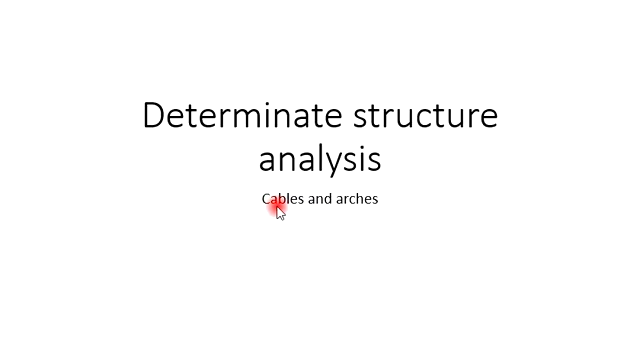 Determinate structure
analysis
Cables and arches